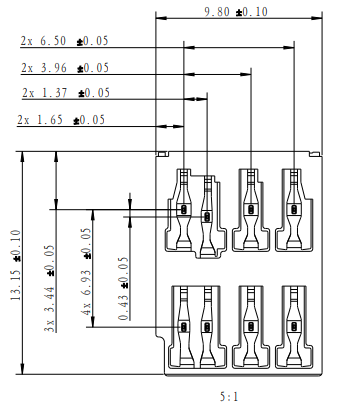 9.80 ±0.10
2x 6.50 ±0.05
2x 3.96 ±0.05
2x 1.37 ±0.05
2x 1.65 ±0.05
13.15 ±0.10
3x 3.44 ±0.05
4x 6.93 ±0.05
0.43 ±0.05
5:1